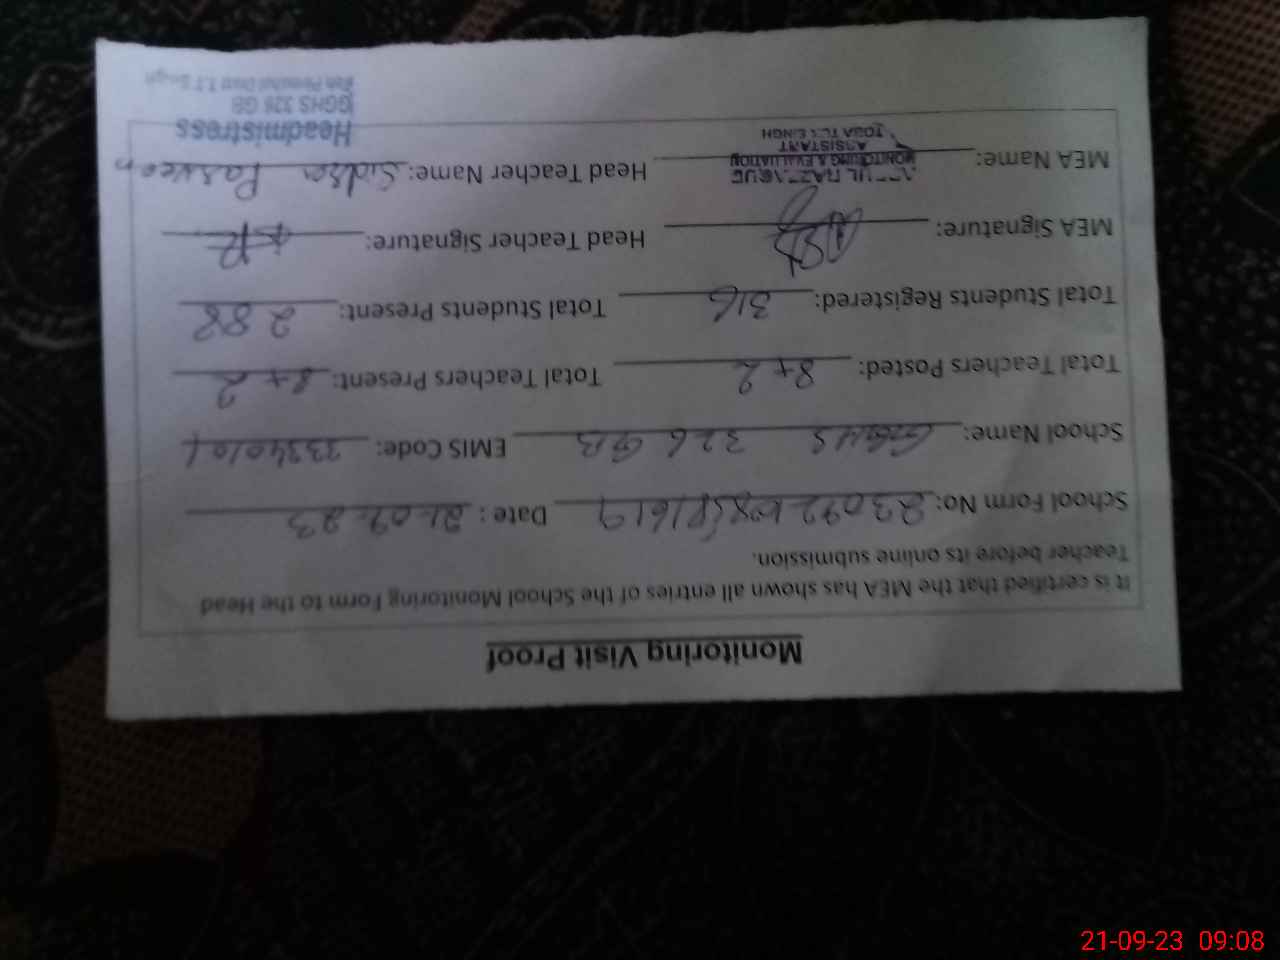 Monitoring Visit Proof
It is certified that the MEA has shown all entries of the School Monitoring Form to the Head
Teacher before its online submission.
School Form No: Date: 21-09-23
School Name: GGHS 326 GB EMIS Code:
Total Teachers Posted: 8+2 Total Teachers Present: 8+2
Total Students Registered: 316 Total Students Present: 288
MEA Signature: Head Teacher Signature:
MEA Name: Head Teacher Name: Parveen
MONITORING & EVALUATION
ASSISTANT
SINGH
Headmistress
GGHS 326 GB
21-09-23 09:08